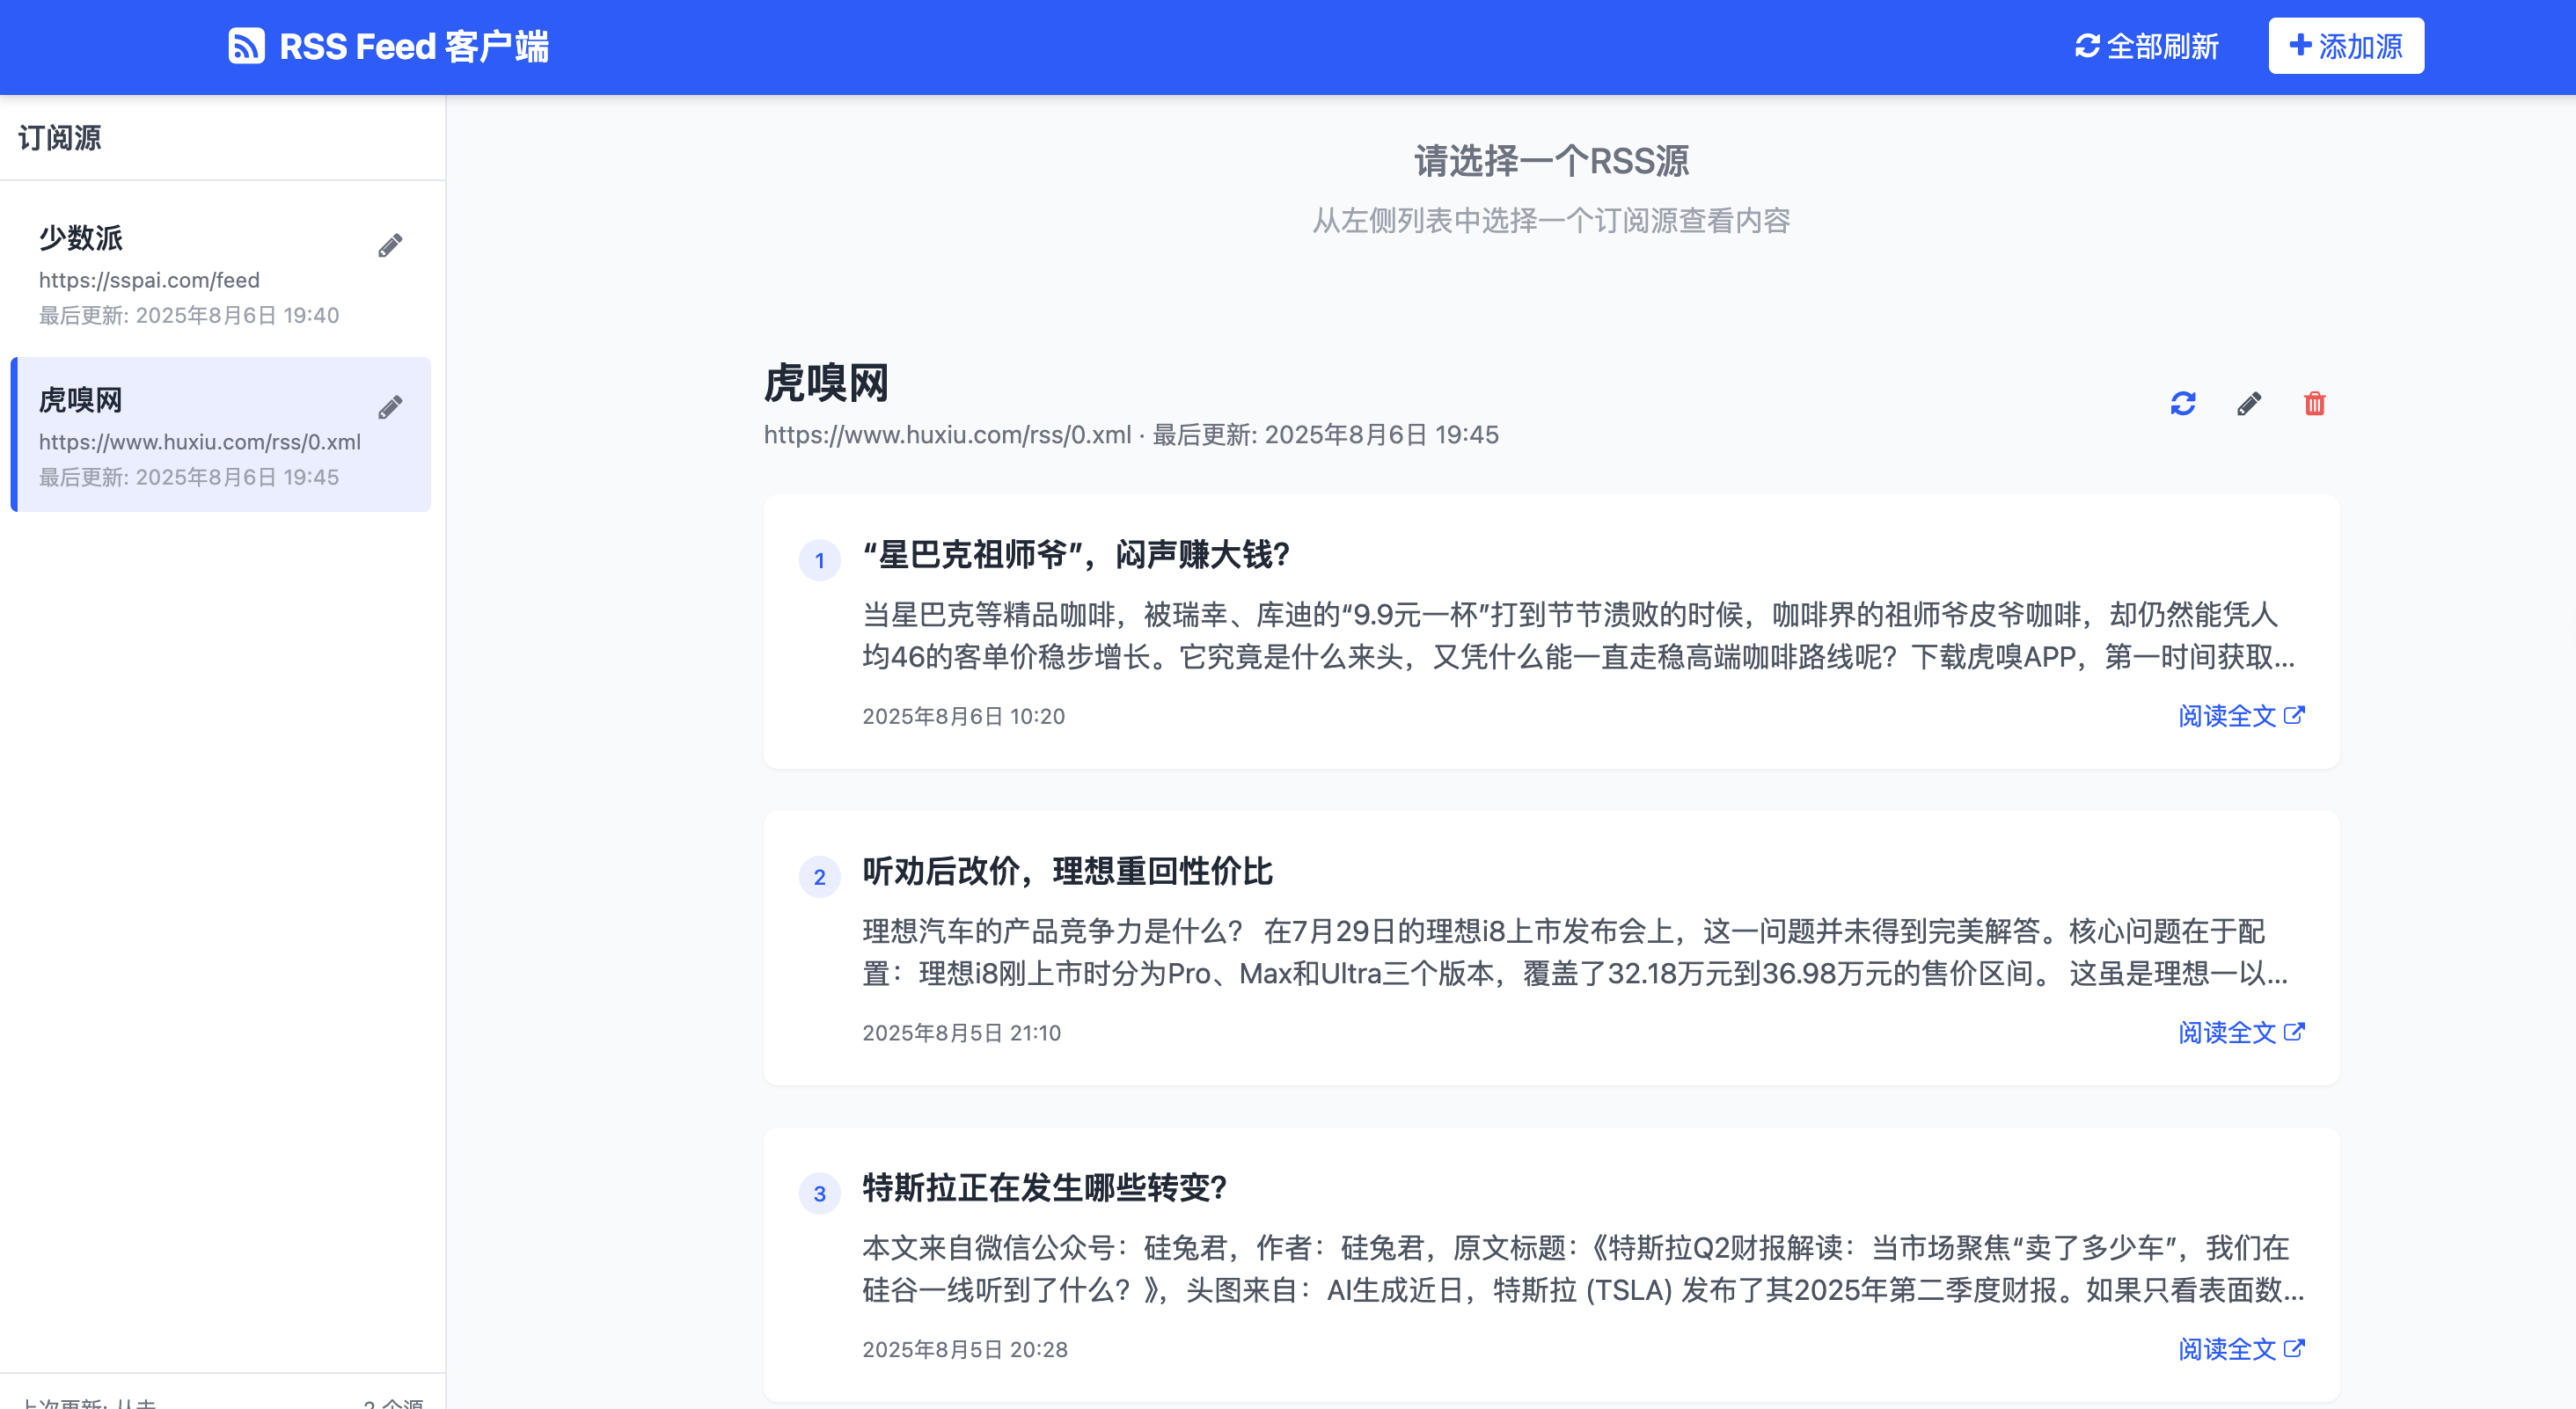 RSS Feed 客户端
全部刷新
添加源
订阅源
少数派
https://sspai.com/feed
最后更新: 2025年8月6日 19:40
虎嗅网
https://www.huxiu.com/rss/0.xml
最后更新: 2025年8月6日 19:45
上次更新: 从未
2 个源
请选择一个RSS源
从左侧列表中选择一个订阅源查看内容
虎嗅网
https://www.huxiu.com/rss/0.xml · 最后更新: 2025年8月6日 19:45
1
“星巴克祖师爷”，闷声赚大钱？
当星巴克等精品咖啡，被瑞幸、库迪的“9.9元一杯”打到节节溃败的时候，咖啡界的祖师爷皮爷咖啡，却仍然能凭人
均46的客单价稳步增长。它究竟是什么来头，又凭什么能一直走稳高端咖啡路线呢？下载虎嗅APP，第一时间获取...
2025年8月6日 10:20
阅读全文
2
听劝后改价，理想重回性价比
理想汽车的产品竞争力是什么？ 在7月29日的理想i8上市发布会上，这一问题并未得到完美解答。核心问题在于配
置：理想i8刚上市时分为Pro、Max和Ultra三个版本，覆盖了32.18万元到36.98万元的售价区间。 这虽是理想一以...
2025年8月5日 21:10
阅读全文
3
特斯拉正在发生哪些转变？
本文来自微信公众号：硅兔君，作者：硅兔君，原文标题：《特斯拉Q2财报解读：当市场聚焦“卖了多少车”，我们在
硅谷一线听到了什么？》，头图来自：AI生成近日，特斯拉 (TSLA) 发布了其2025年第二季度财报。如果只看表面数...
2025年8月5日 20:28
阅读全文